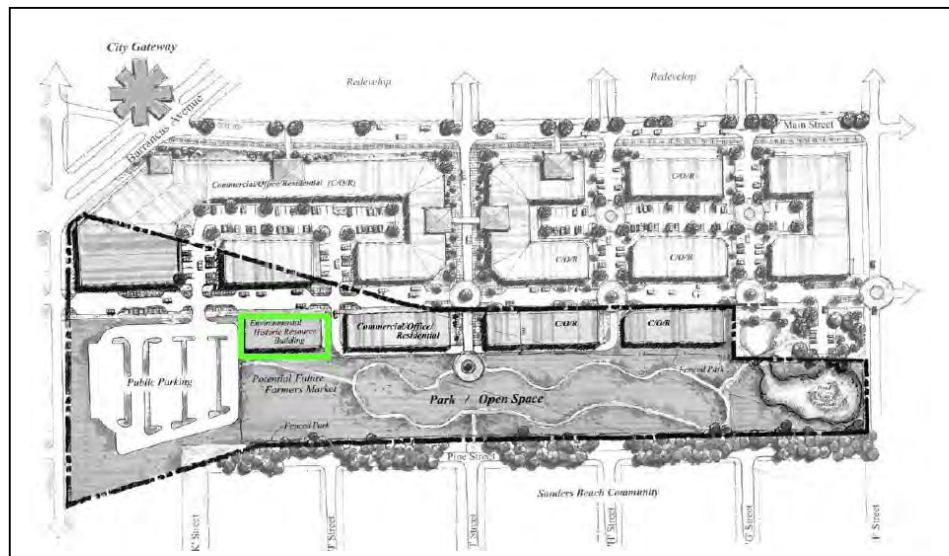 City Gateway
Redevelop
Redevelop
Barrancas Avenue
Main Street
Commercial/Office/Residential (C/O/R)
C/O/R
C/O/R
C/O/R
Environmental
Historic Resource
Building
Commercial/Office/
Residential
C/O/R
C/O/R
Public Parking
Potential Future
Farmers Market
Fenced Park
Park / Open Space
Fenced Park
Pine Street
Sanders Beach Community
'K' Street
'J' Street
'I' Street
'H' Street
'G' Street
'F' Street